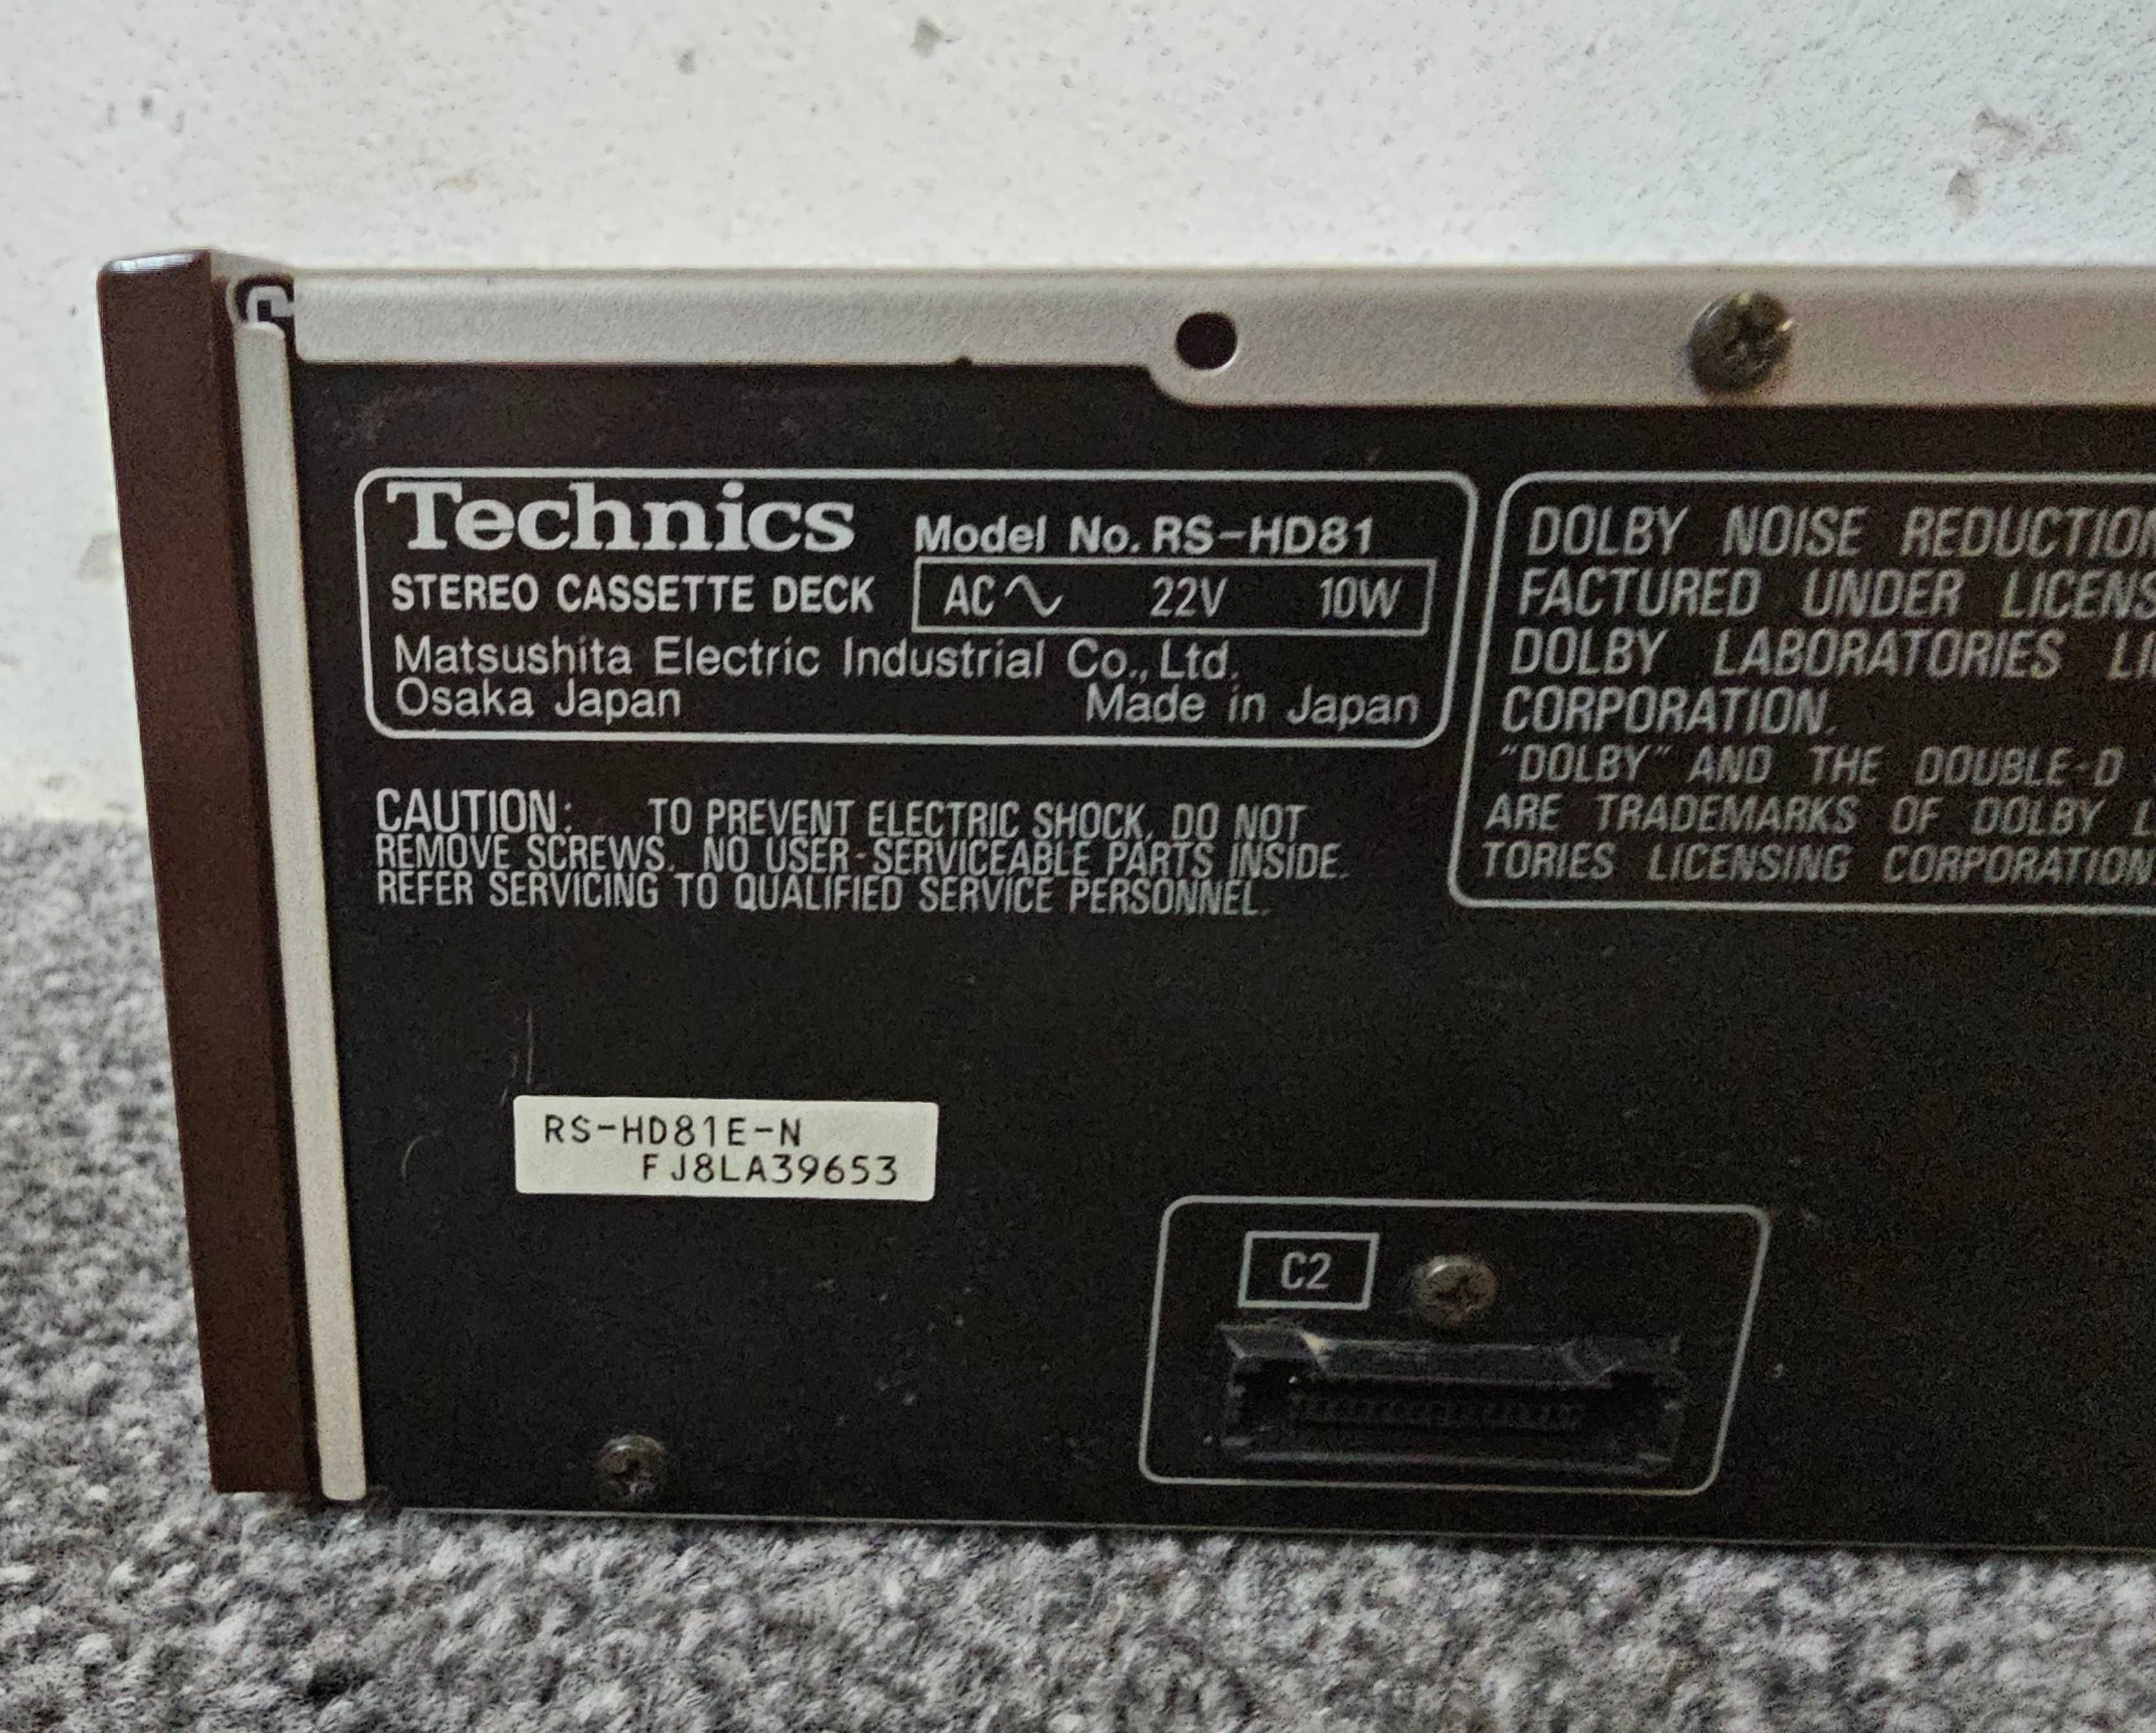 Technics
Model No. RS-HD81
STEREO CASSETTE DECK
AC 22V 10W
Matsushita Electric Industrial Co., Ltd.
Osaka Japan Made in Japan
CAUTION: TO PREVENT ELECTRIC SHOCK, DO NOT
REMOVE SCREWS. NO USER-SERVICEABLE PARTS INSIDE.
REFER SERVICING TO QUALIFIED SERVICE PERSONNEL.
DOLBY NOISE
FACTURED UNDER
DOLBY LABORATORIES
CORPORATION.
"DOLBY" AND THE DOUBLE-D
ARE TRADEMARKS OF DOLBY
TORIES LICENSING CORPORATION
RS-HD81E-N
FJ8LA39653
C2